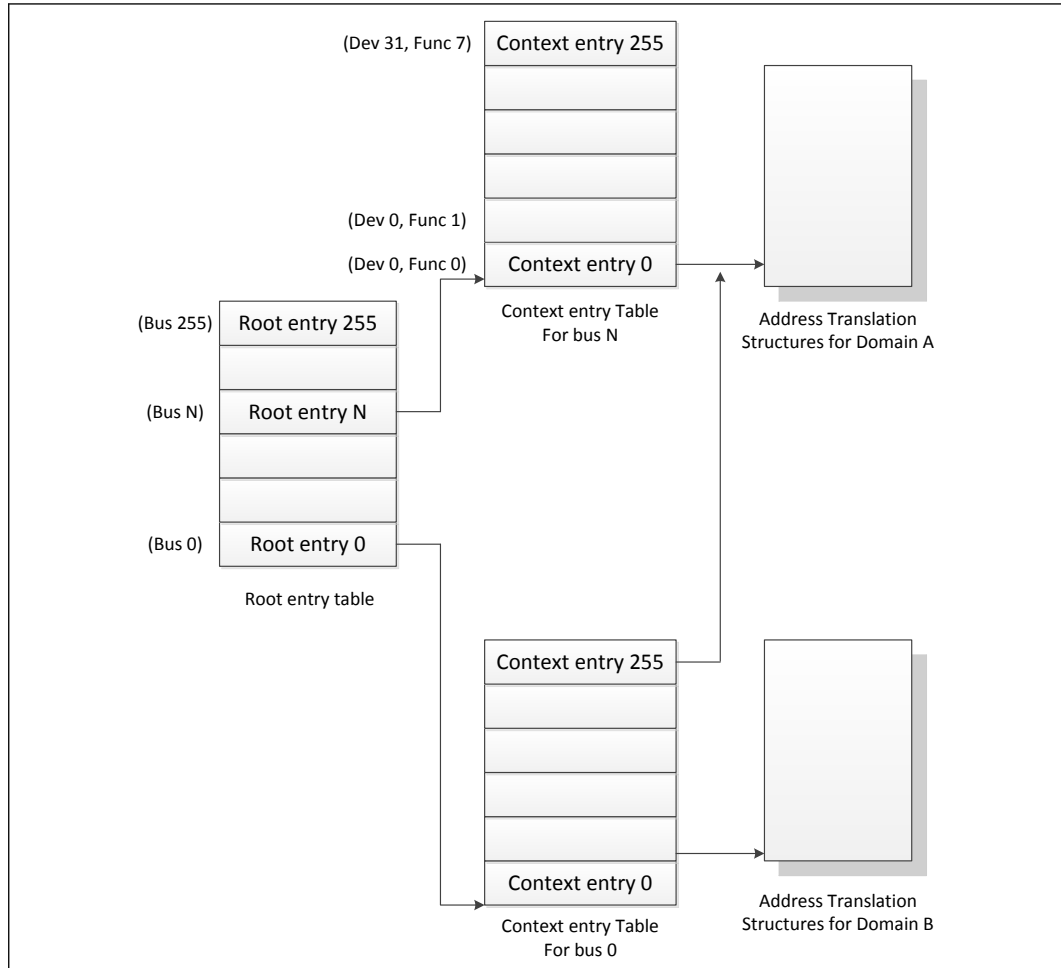 (Dev 31, Func 7)
Context entry 255
(Dev 0, Func 1)
(Dev 0, Func 0)
Context entry 0
Context entry Table
For bus N
Address Translation
Structures for Domain A
(Bus 255)
Root entry 255
(Bus N)
Root entry N
(Bus 0)
Root entry 0
Root entry table
Context entry 255
Context entry 0
Context entry Table
For bus 0
Address Translation
Structures for Domain B